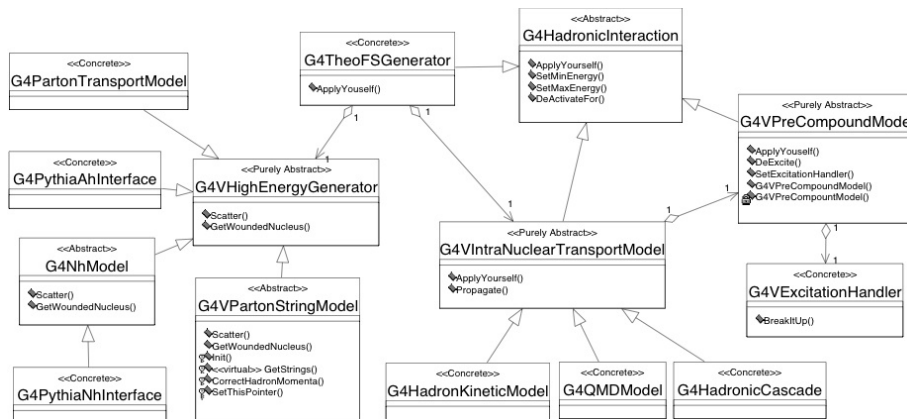 <<Abstract>>
G4HadronicInteraction
ApplyYourself()
SetMinEnergy()
SetMaxEnergy()
DeActivateFor()
<<Concrete>>
G4TheoFSGenerator
ApplyYouself()
<<Concrete>>
G4PartonTransportModel
<<Purely Abstract>>
G4VPreCompoundModel
ApplyYouself()
DeExcite()
SetExcitationHandler()
G4VPreCompoundModel()
G4VPreCompountModel()
1
1
1
<<Concrete>>
G4PythiaAhInterface
<<Purely Abstract>>
G4VHighEnergyGenerator
Scatter()
GetWoundedNucleus()
1
1
1
<<Purely Abstract>>
G4VIntraNuclearTransportModel
ApplyYourself()
Propagate()
1
1
<<Abstract>>
G4NhModel
Scatter()
GetWoundedNucleus()
<<Abstract>>
G4VPartonStringModel
Scatter()
GetWoundedNucleus()
Init()
<<virtual>> GetStrings()
CorrectHadronMomenta()
SetThisPointer()
<<Concrete>>
G4VExcitationHandler
BreakItUp()
<<Concrete>>
G4PythiaNhInterface
<<Concrete>>
G4HadronKineticModel
<<Concrete>>
G4QMDModel
<<Concrete>>
G4HadronicCascade